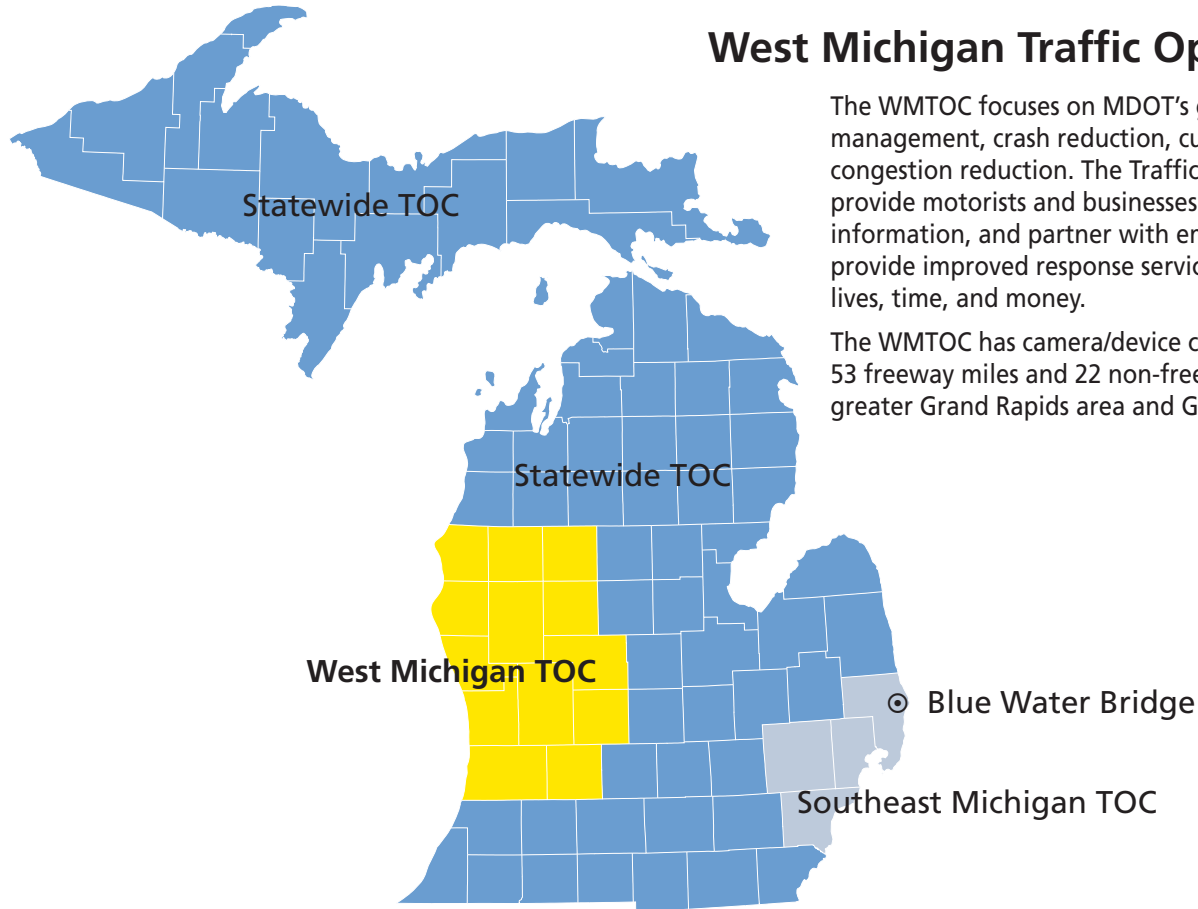 West Michigan Traffic Op
The WMTOC focuses on MDOT's g
management, crash reduction, cu
congestion reduction. The Traffic
provide motorists and businesses
information, and partner with en
provide improved response servic
lives, time, and money.
The WMTOC has camera/device c
53 freeway miles and 22 non-free
greater Grand Rapids area and G
Statewide TOC
Statewide TOC
West Michigan TOC
Blue Water Bridge
Southeast Michigan TOC